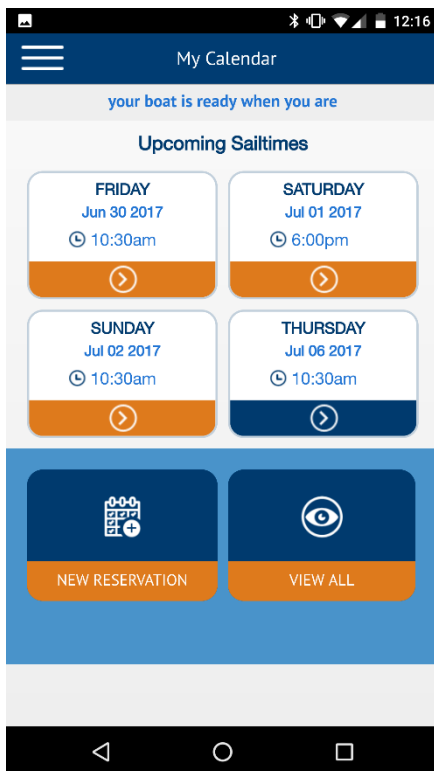 12:16
My Calendar
your boat is ready when you are
Upcoming Sailtimes
FRIDAY
Jun 30 2017
10:30am
SATURDAY
Jul 01 2017
6:00pm
SUNDAY
Jul 02 2017
10:30am
THURSDAY
Jul 06 2017
10:30am
NEW RESERVATION
VIEW ALL